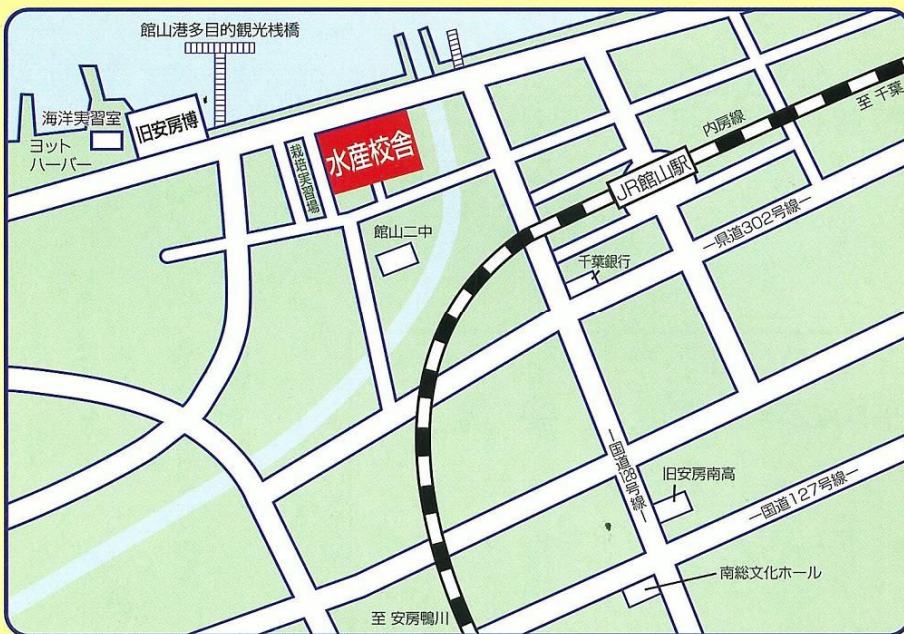 館山港多目的観光桟橋
至 千葉
海洋実習室
旧安房博
内房線
ヨット
ハーバー
栽培実習場
水産校舎
JR館山駅
館山二中
県道302号線
千葉銀行
国道128号線
旧安房南高
国道127号線
南総文化ホール
至 安房鴨川